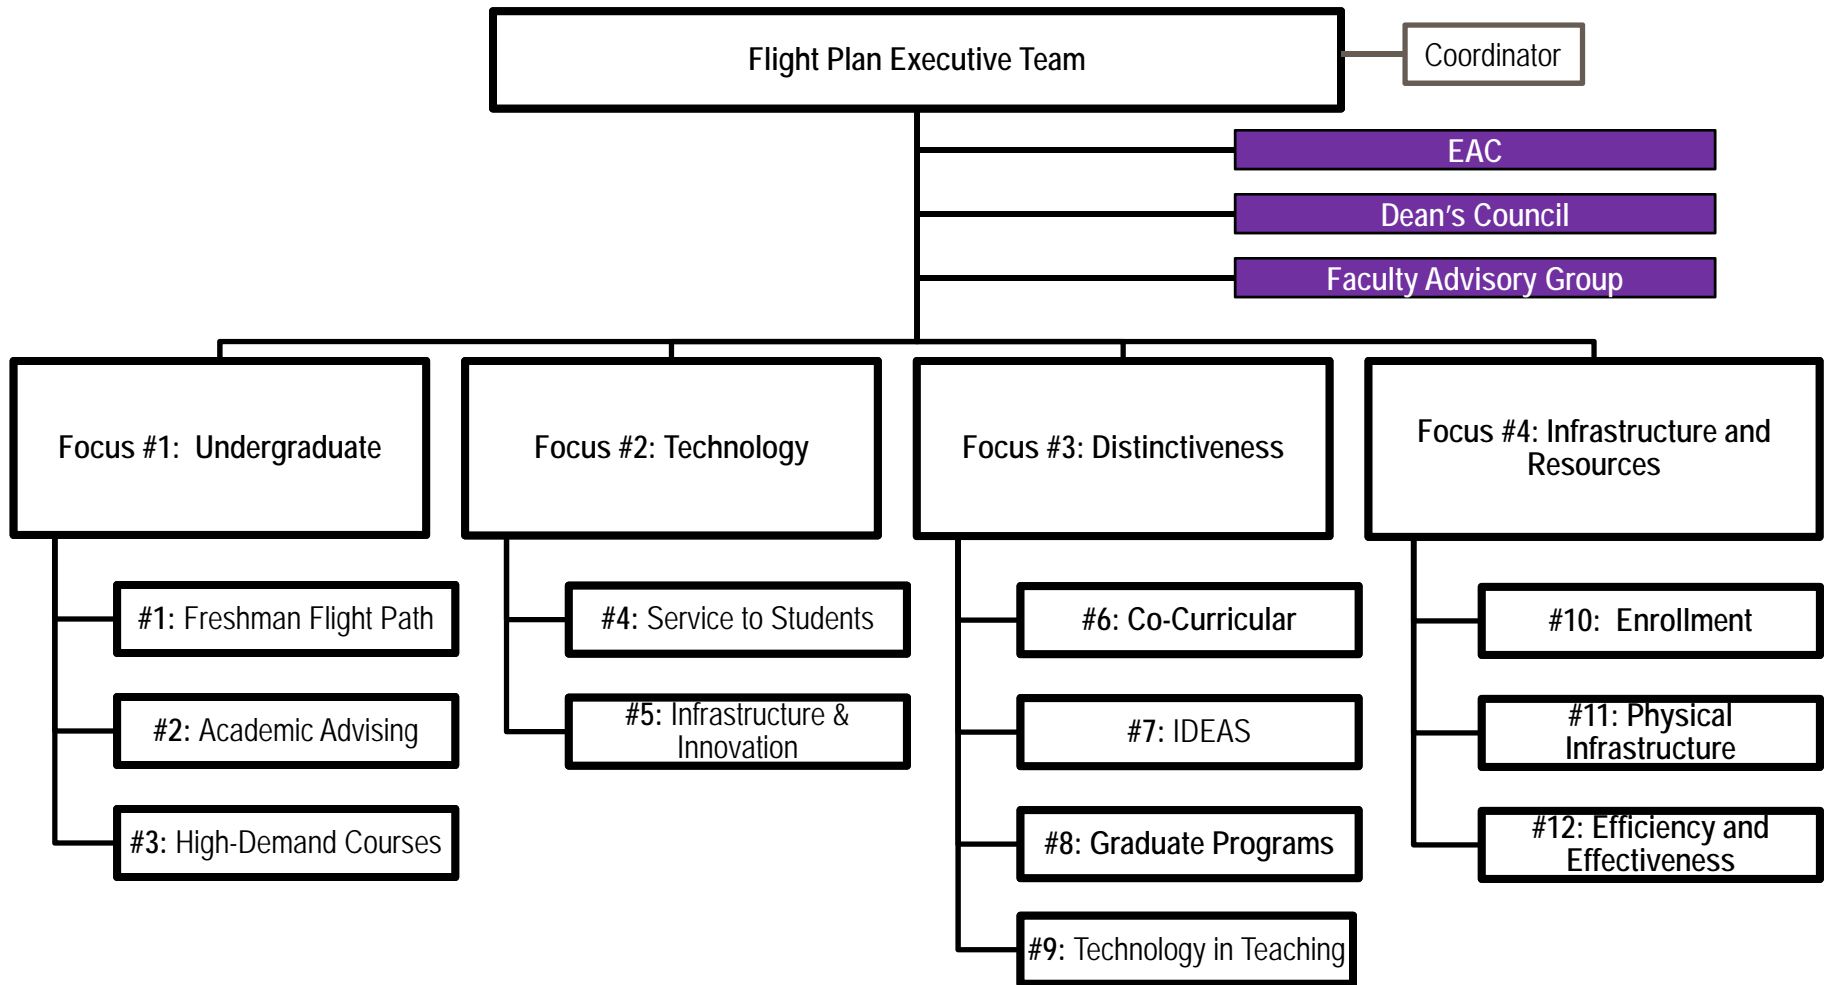 Flight Plan Executive Team
Coordinator
EAC
Dean's Council
Faculty Advisory Group
Focus #1:  Undergraduate
Focus #2: Technology
Focus #3: Distinctiveness
Focus #4: Infrastructure and
Resources
#1: Freshman Flight Path
#2: Academic Advising
#3: High-Demand Courses
#4: Service to Students
#5: Infrastructure &
Innovation
#6: Co-Curricular
#7: IDEAS
#8: Graduate Programs
#9: Technology in Teaching
#10:  Enrollment
#11: Physical
Infrastructure
#12: Efficiency and
Effectiveness